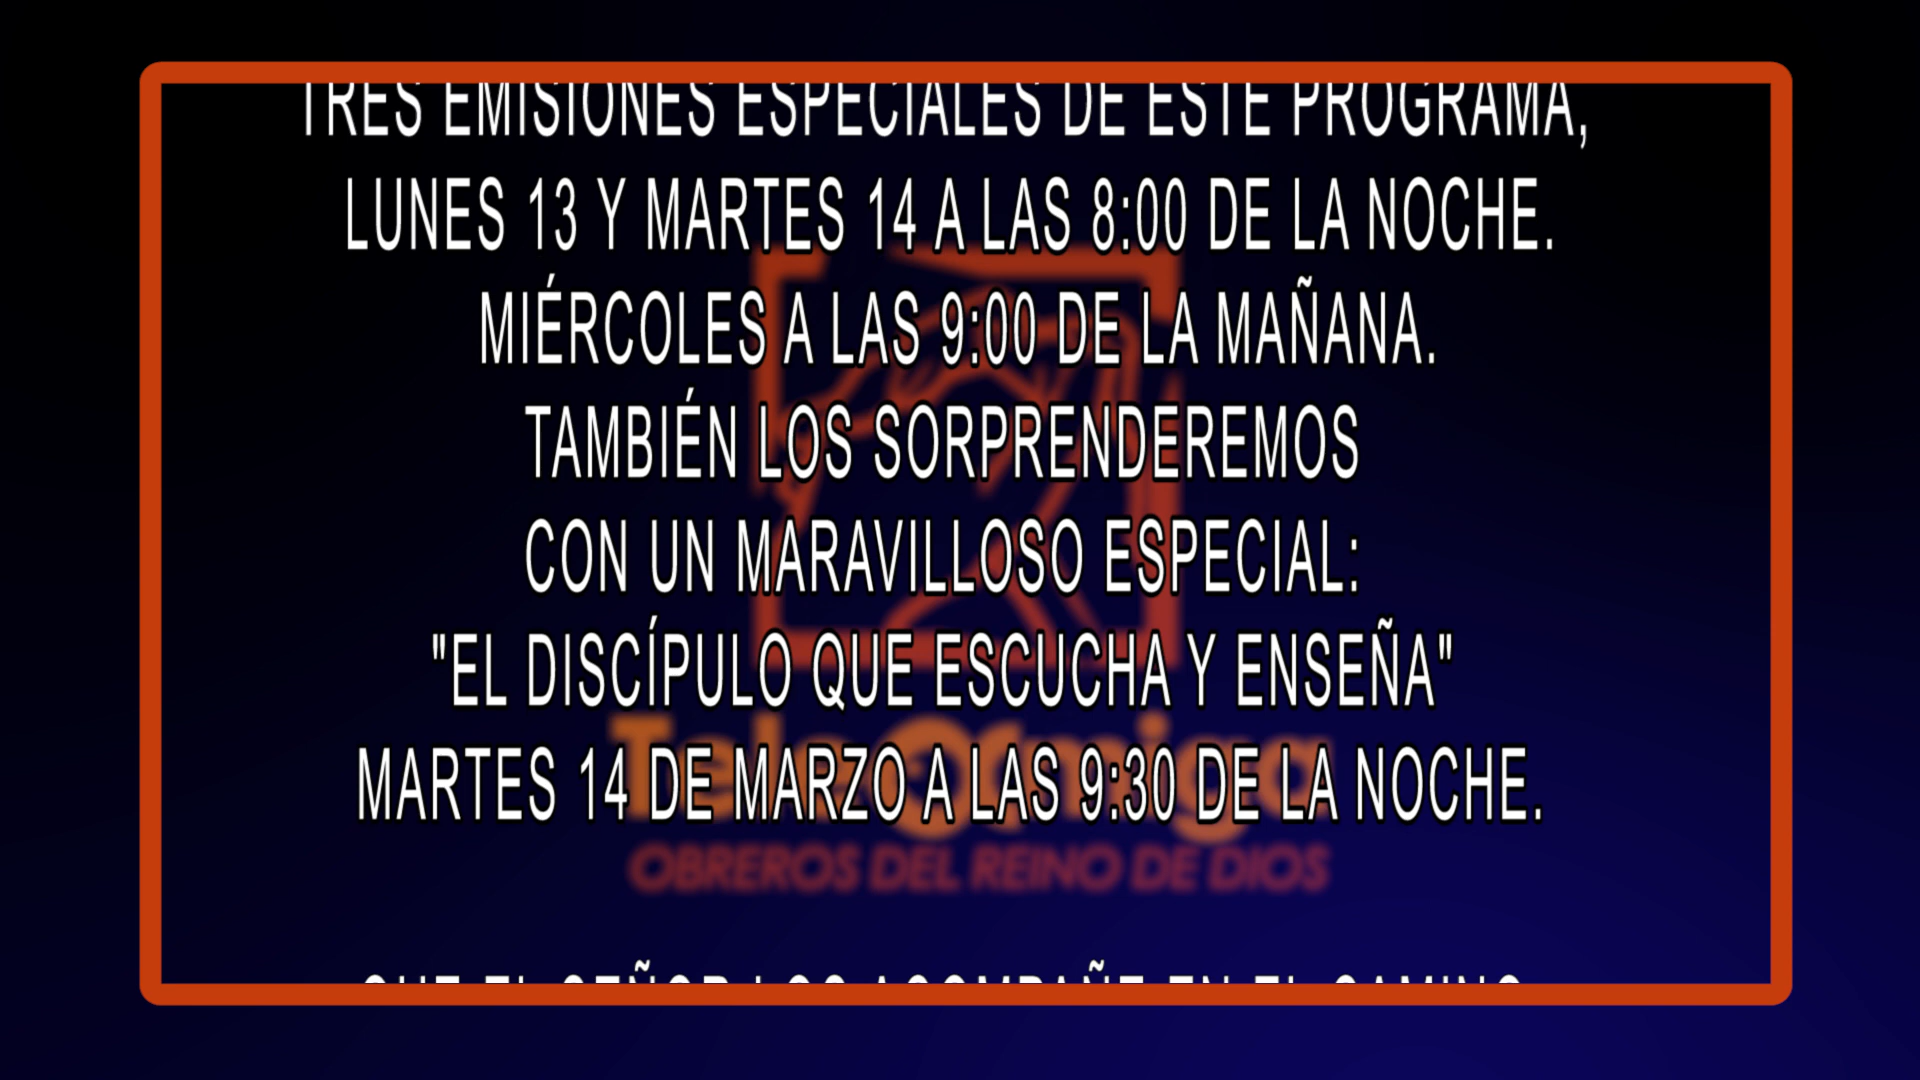 TRES EMISIONES ESPECIALES DE ESTE PROGRAMA,
LUNES 13 Y MARTES 14 A LAS 8:00 DE LA NOCHE.
MIÉRCOLES A LAS 9:00 DE LA MAÑANA.
TAMBIÉN LOS SORPRENDEREMOS
CON UN MARAVILLOSO ESPECIAL:
"EL DISCÍPULO QUE ESCUCHA Y ENSEÑA"
MARTES 14 DE MARZO A LAS 9:30 DE LA NOCHE.
TeleAmiga
OBREROS DEL REINO DE DIOS